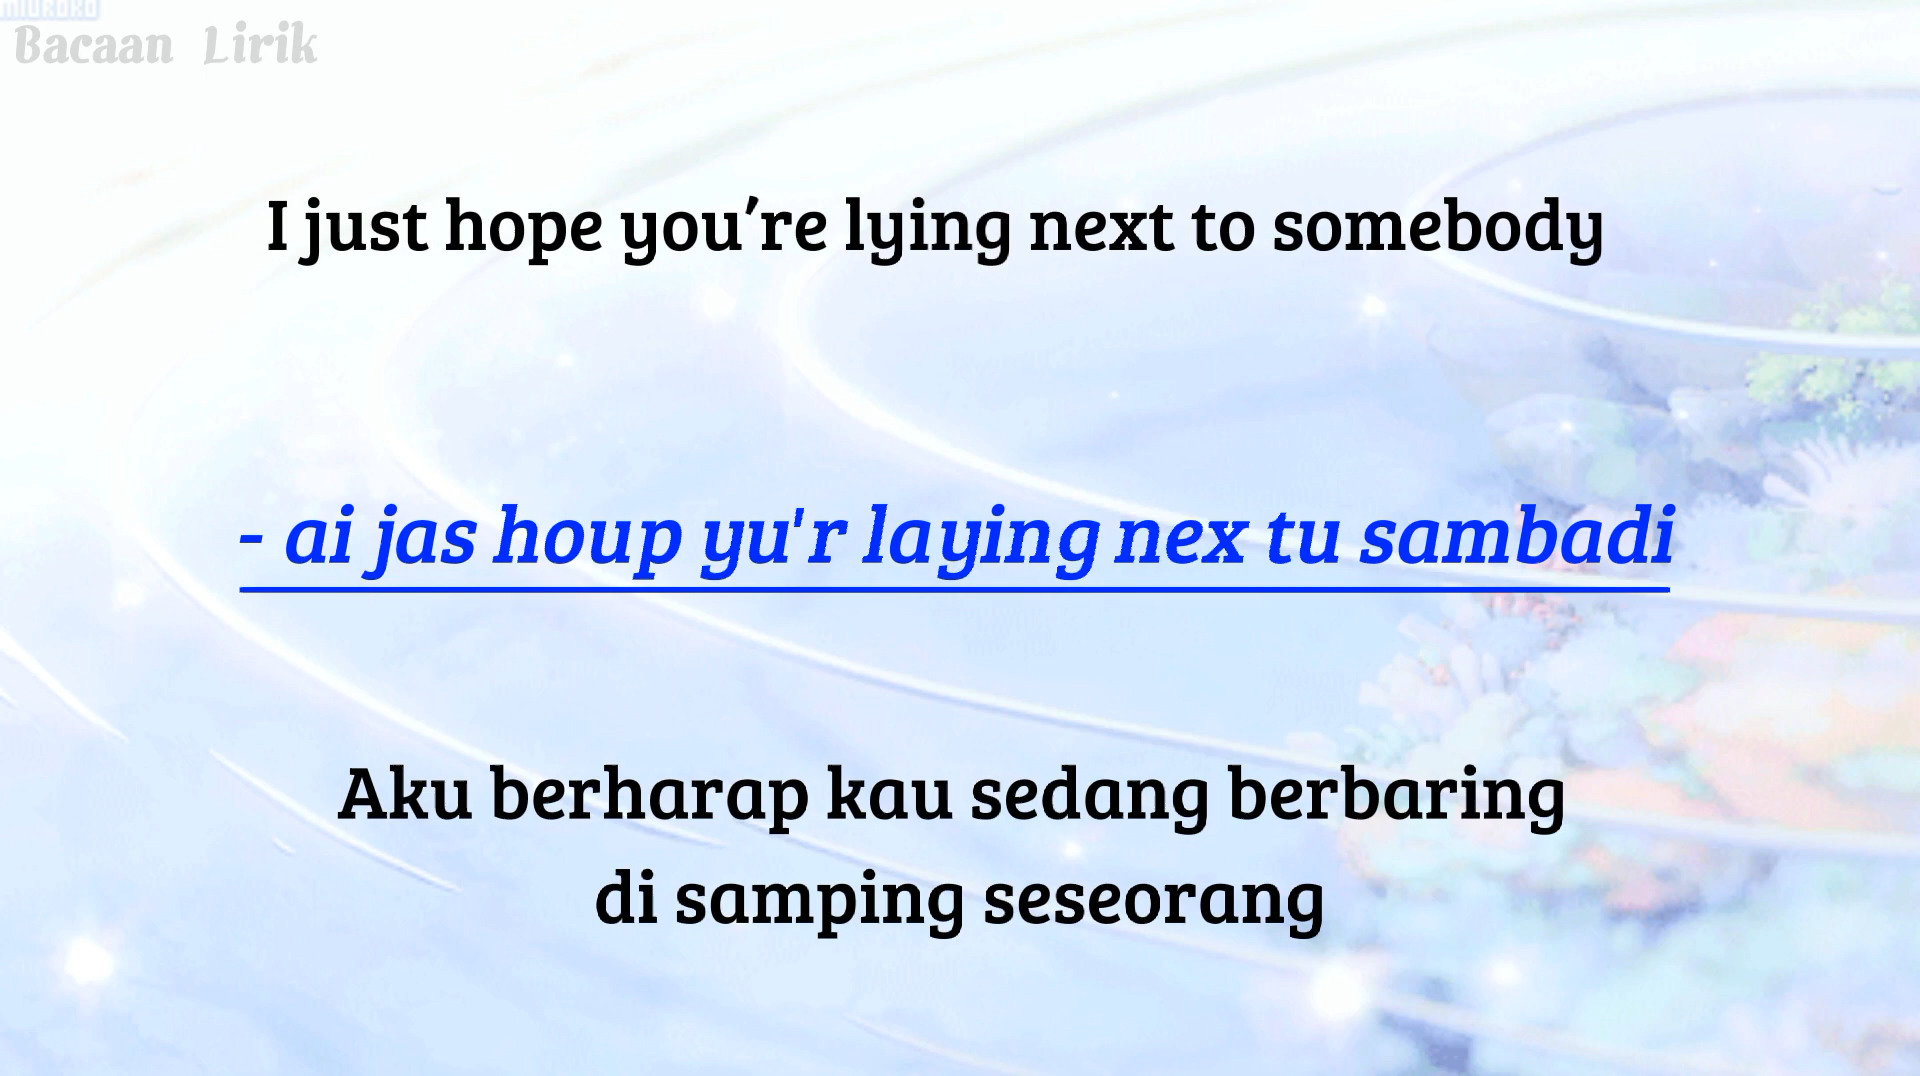 MIUROKO
Bacaan Lirik
I just hope you’re lying next to somebody
- ai jas houp yu'r laying nex tu sambadi
Aku berharap kau sedang berbaring
di samping seseorang